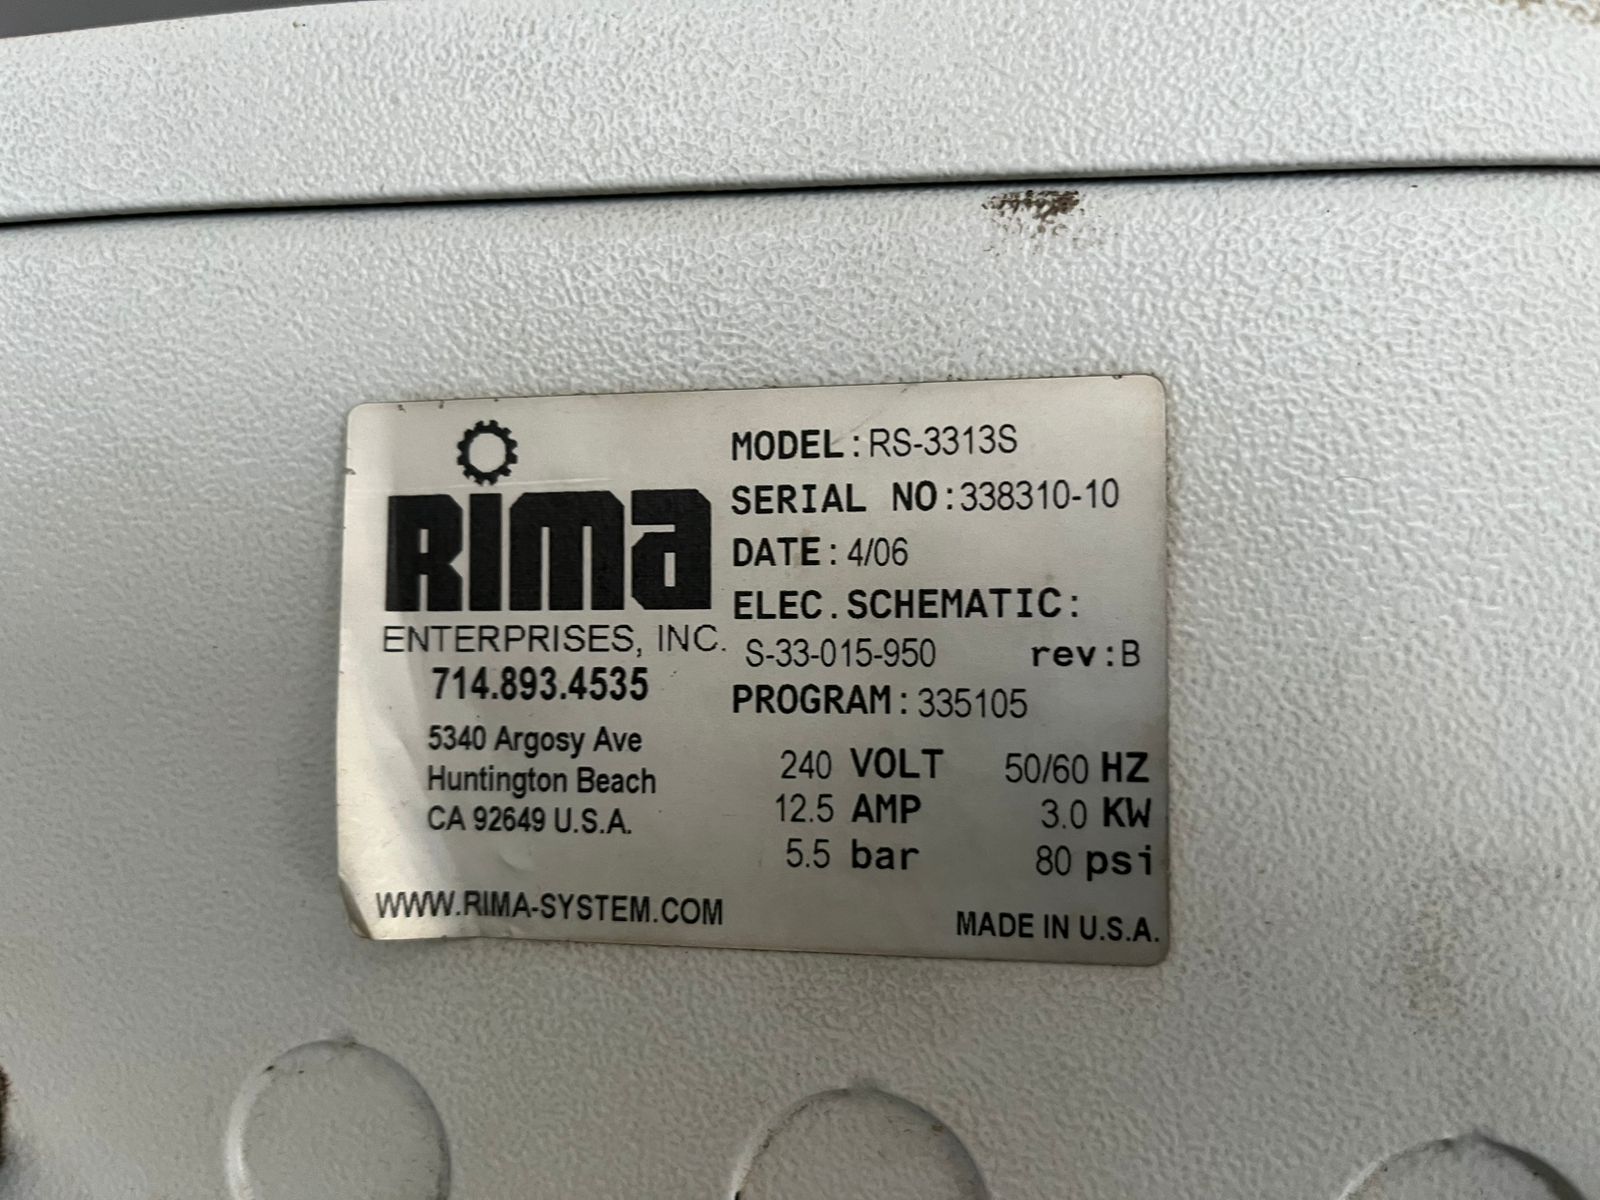 RIMA
ENTERPRISES, INC.
714.893.4535
5340 Argosy Ave
Huntington Beach
CA 92649 U.S.A.
WWW.RIMA-SYSTEM.COM
MODEL: RS-3313S
SERIAL NO: 338310-10
DATE: 4/06
ELEC. SCHEMATIC:
S-33-015-950 rev: B
PROGRAM: 335105
240 VOLT 50/60 HZ
12.5 AMP 3.0 KW
5.5 bar 80 psi
MADE IN U.S.A.